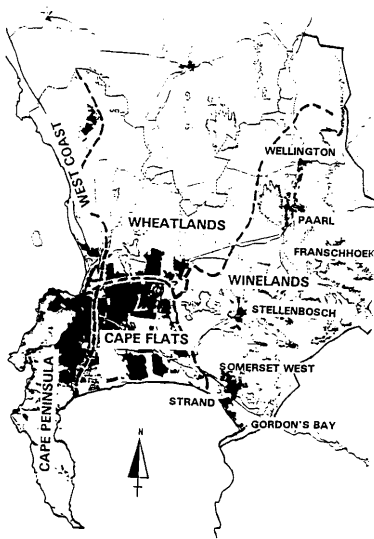 WEST COAST
WELLINGTON
PAARL
WHEATLANDS
FRANSCHHOEK
WINELANDS
STELLENBOSCH
CAPE FLATS
SOMERSET WEST
CAPE PENINSULA
STRAND
GORDON'S BAY
N